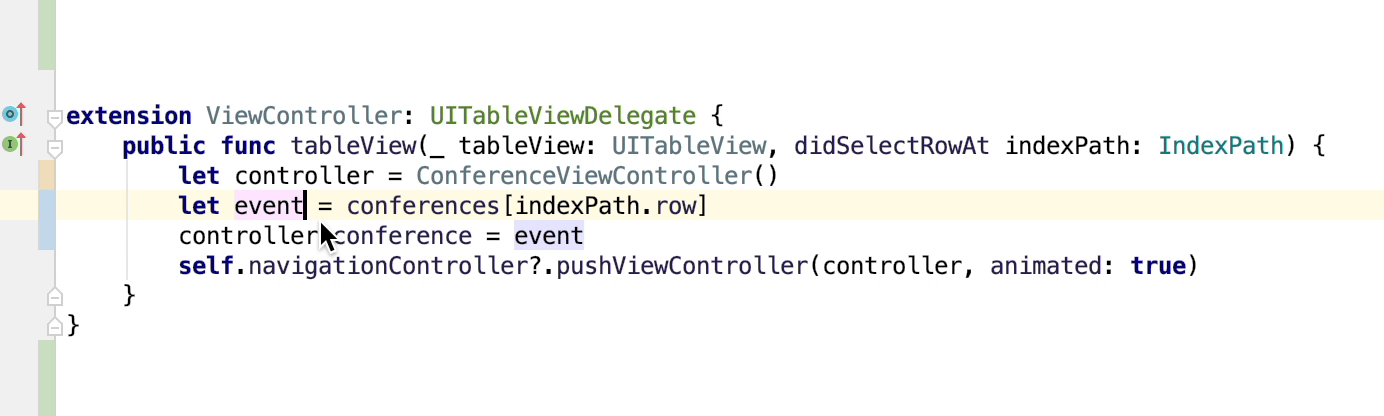 extension ViewController: UITableViewDelegate {
    public func tableView(_ tableView: UITableView, didSelectRowAt indexPath: IndexPath) {
        let controller = ConferenceViewController()
        let event = conferences[indexPath.row]
        controller conference = event
        self.navigationController?.pushViewController(controller, animated: true)
    }
}